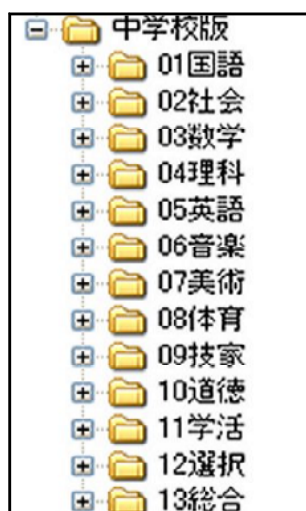 中学校版
01国語
02社会
03数学
04理科
05英語
06音楽
07美術
08体育
09技家
10道徳
11学活
12選択
13総合